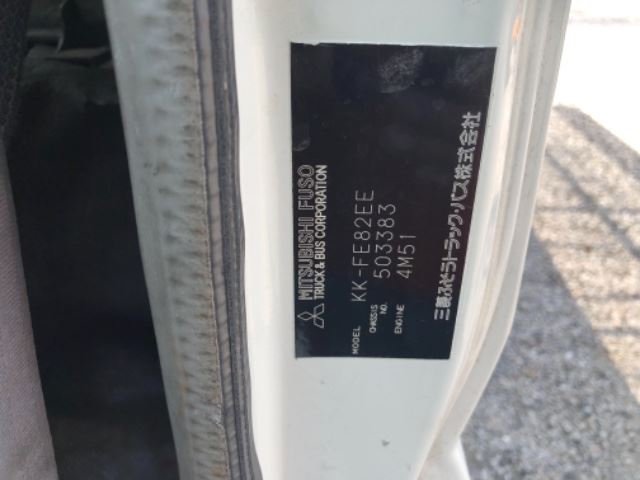 MITSUBISHI FUSO
TRUCK & BUS CORPORATION
MODEL KK-FE82EE
CHASSIS NO. 503383
ENGINE 4M51
三菱ふそうトラック・バス株式会社